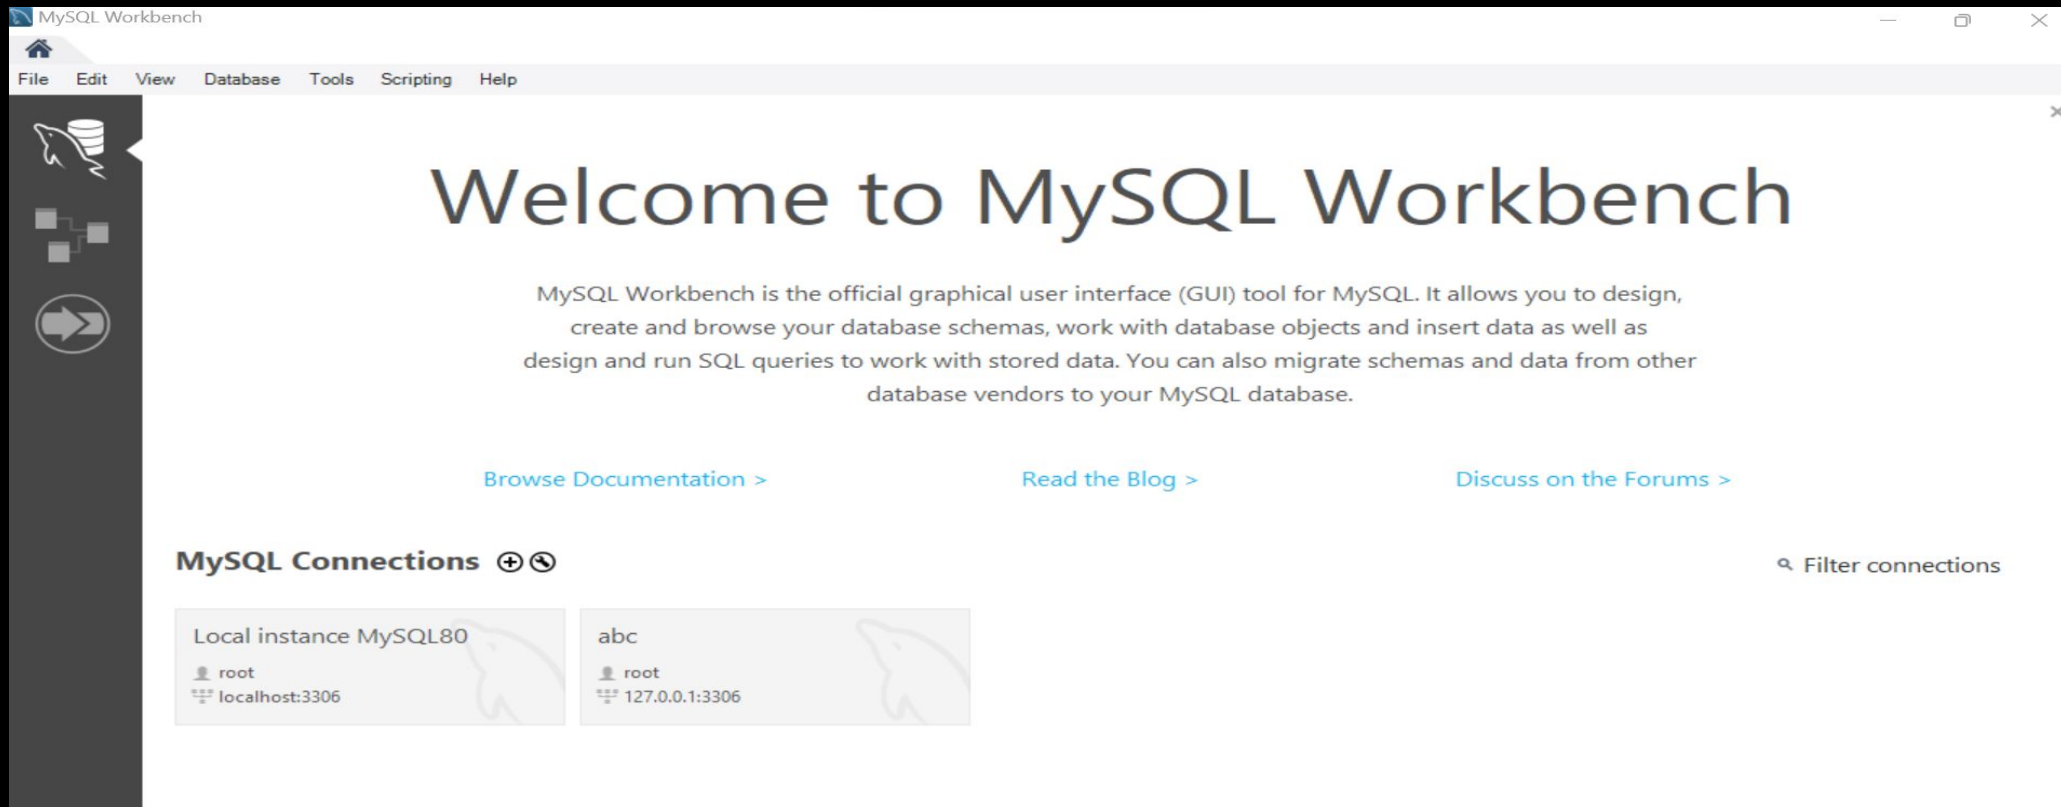 MySQL Workbench
File Edit View Database Tools Scripting Help
Welcome to MySQL Workbench
MySQL Workbench is the official graphical user interface (GUI) tool for MySQL. It allows you to design,
create and browse your database schemas, work with database objects and insert data as well as
design and run SQL queries to work with stored data. You can also migrate schemas and data from other
database vendors to your MySQL database.
Browse Documentation > Read the Blog > Discuss on the Forums >
MySQL Connections Filter connections
Local instance MySQL80
root
localhost:3306
abc
root
127.0.0.1:3306